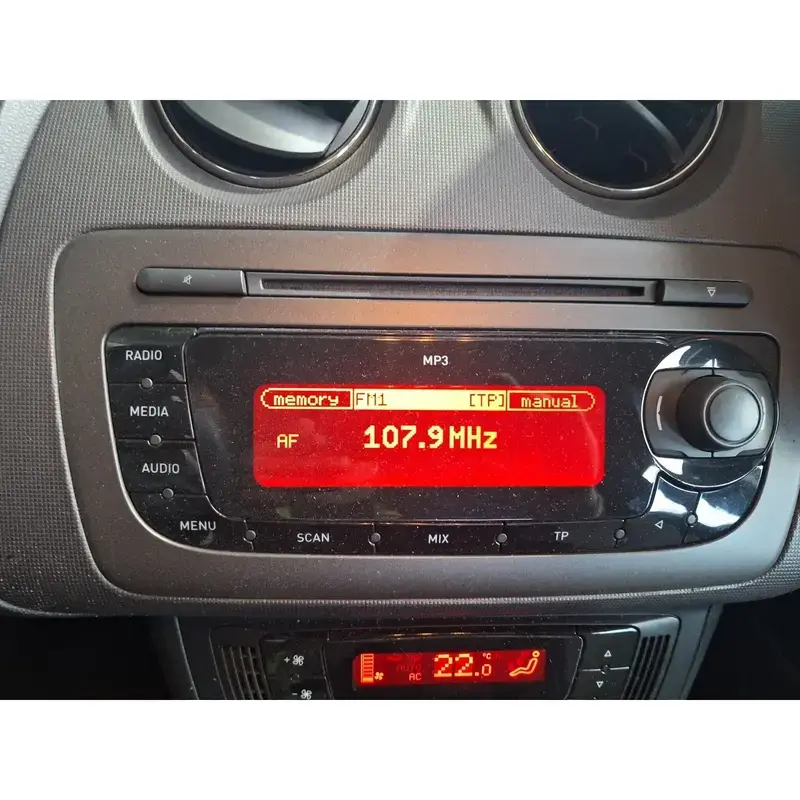 MP3
RADIO
MEDIA
AUDIO
memory FM1 [TP] manual
AF 107.9 MHz
MENU SCAN MIX TP
AUTO
AC
22.0 °C
+
-